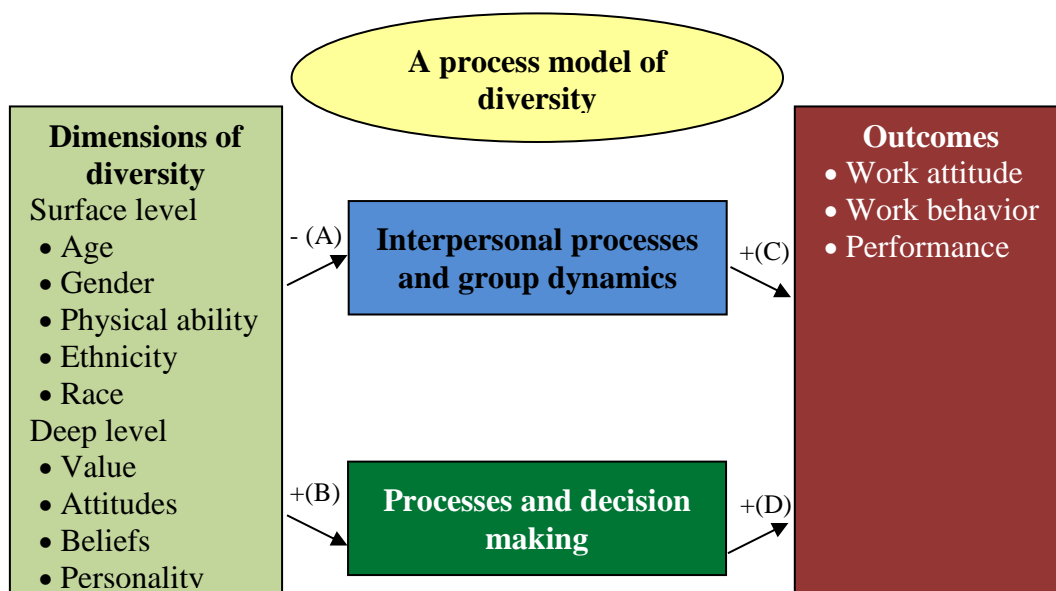 A process model of
diversity
Dimensions of
diversity
Surface level
• Age
• Gender
• Physical ability
• Ethnicity
• Race
Deep level
• Value
• Attitudes
• Beliefs
• Personality
- (A)
+(B)
Interpersonal processes
and group dynamics
Processes and decision
making
+(C)
+(D)
Outcomes
• Work attitude
• Work behavior
• Performance